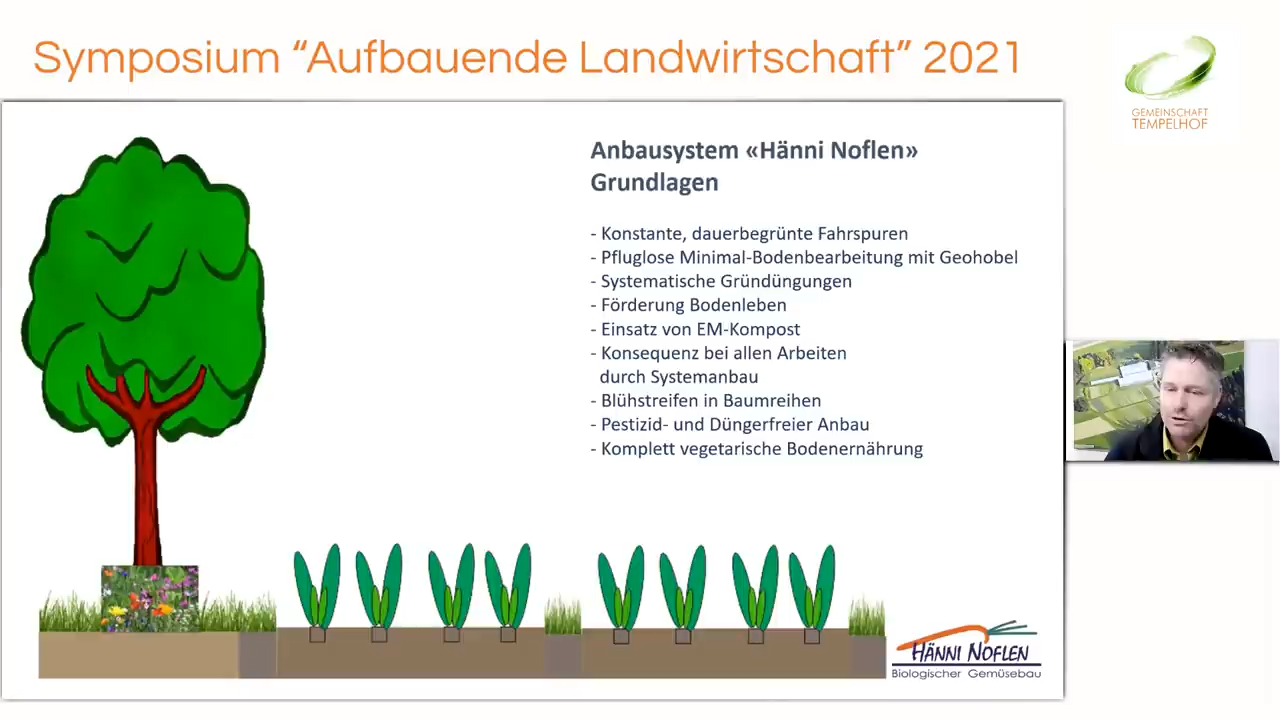 Symposium “Aufbauende Landwirtschaft” 2021
GEMEINSCHAFT
TEMPELHOF
Anbausystem «Hänni Noflen»
Grundlagen
- Konstante, dauerbegrünte Fahrspuren
- Pfluglose Minimal-Bodenbearbeitung mit Geohobel
- Systematische Gründüngungen
- Förderung Bodenleben
- Einsatz von EM-Kompost
- Konsequenz bei allen Arbeiten
durch Systemanbau
- Blühstreifen in Baumreihen
- Pestizid- und Düngerfreier Anbau
- Komplett vegetarische Bodenernährung
HÄNNI NOFLEN
Biologischer Gemüsebau